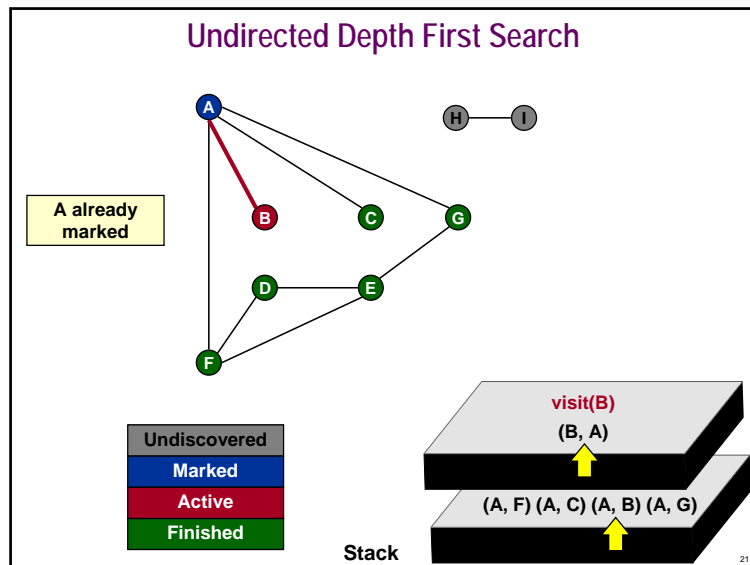 Undirected Depth First Search
A
H
I
A already
marked
B
C
G
D
E
F
visit(B)
(B, A)
Undiscovered
Marked
Active
Finished
(A, F) (A, C) (A, B) (A, G)
Stack
21